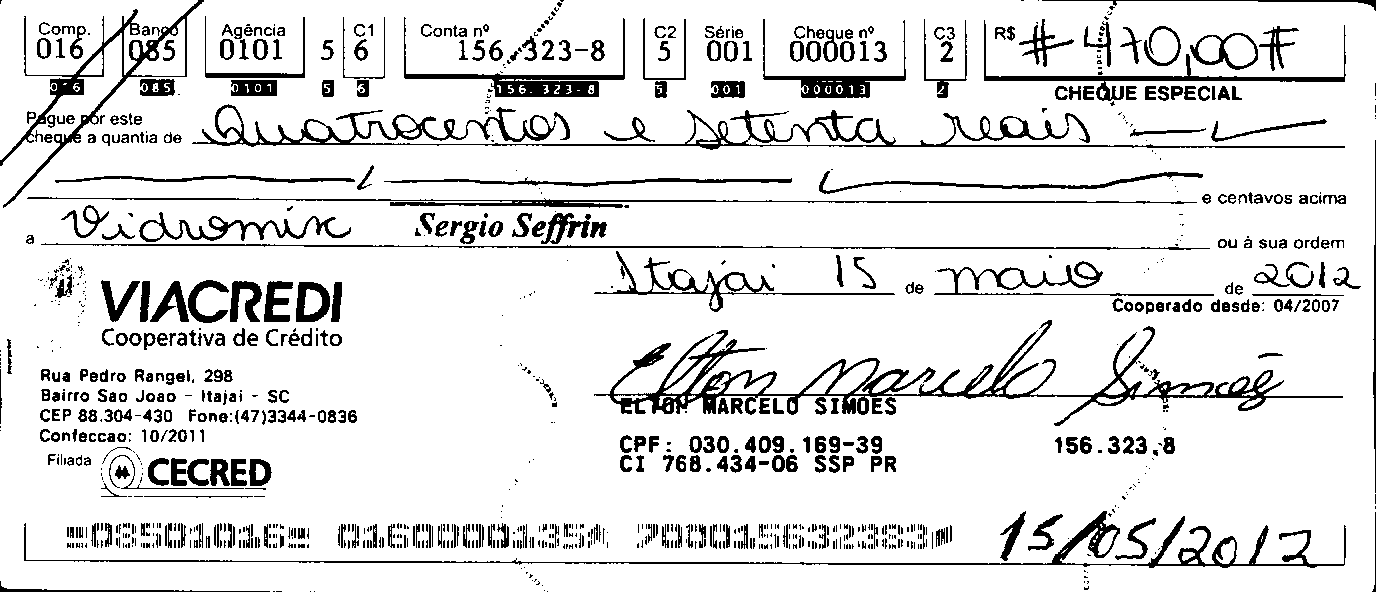 Comp. Banco Agência C1 Conta nº C2 Série Cheque nº C3 R$
016 085 0101 5 6 156.323-8 5 001 000013 2 #470,00#
016 085 0101 5 6 156.323-8 5 001 000013 2 CHEQUE ESPECIAL
Pague por este
cheque a quantia de Quatrocentos e setenta reais
e centavos acima
a Vidromix Sergio Seffrin ou à sua ordem
Itajai 15 de maio de 2012
Cooperado desde: 04/2007
VIACREDI
Cooperativa de Crédito
Elton Marcelo Simões
Rua Pedro Rangel, 298
Bairro Sao Joao - Itajai - SC
CEP 88.304-430 Fone:(47)3344-0836
Confeccao: 10/2011
ELTON MARCELO SIMOES
CPF: 030.409.169-39 156.323.8
CI 768.434-06 SSP PR
Filiada CECRED
08501016 0160000135 700015632383
15/05/2012